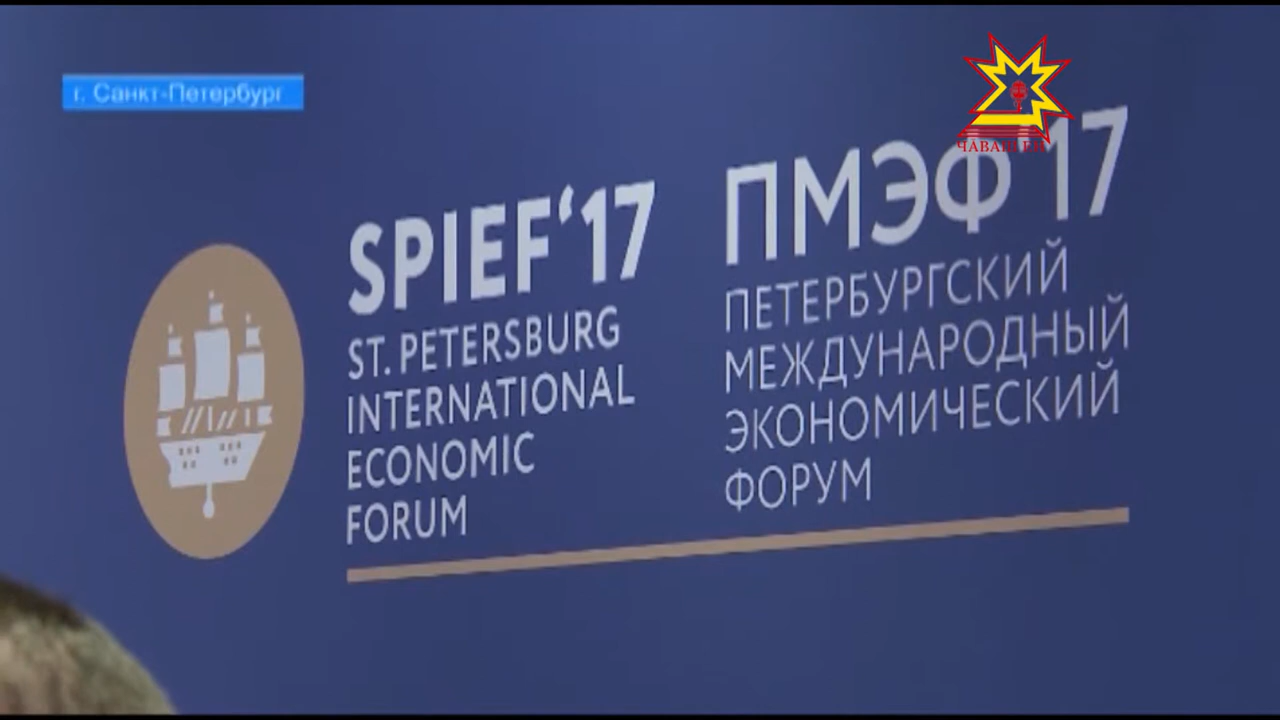 г. Санкт-Петербург
SPIEF‘17
ST. PETERSBURG
INTERNATIONAL
ECONOMIC
FORUM
ПМЭФ‘17
ПЕТЕРБУРГСКИЙ
МЕЖДУНАРОДНЫЙ
ЭКОНОМИЧЕСКИЙ
ФОРУМ